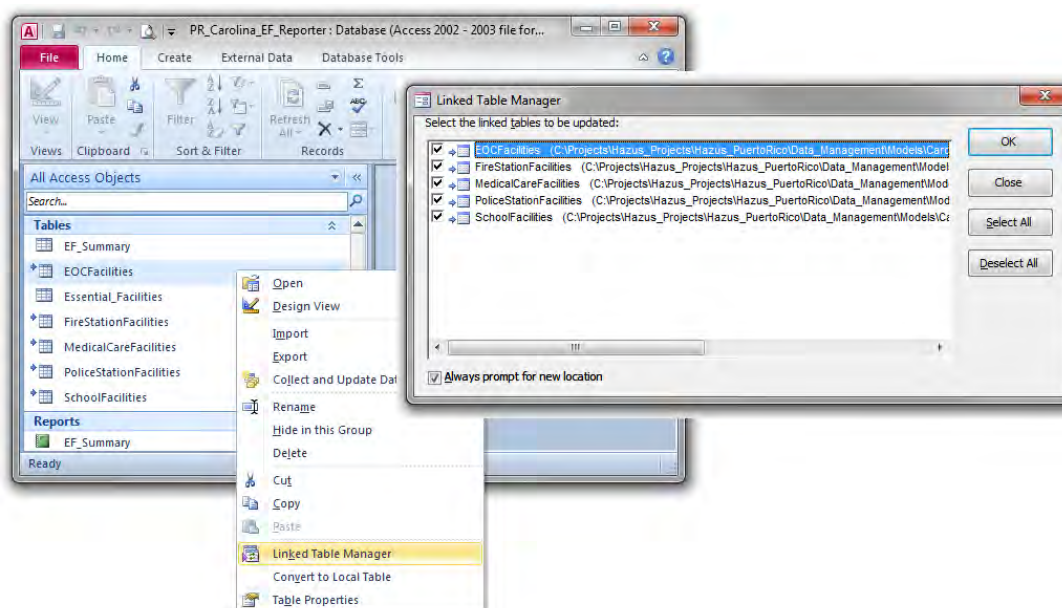 PR_Carolina_EF_Reporter : Database (Access 2002 - 2003 file for...
File Home Create External Data Database Tools
View Paste Filter Refresh All
Views Clipboard Sort & Filter Records
All Access Objects
Search...
Tables
EF_Summary
EOCFacilities
Essential_Facilities
FireStationFacilities
MedicalCareFacilities
PoliceStationFacilities
SchoolFacilities
Reports
EF_Summary
Ready
Open
Design View
Import
Export
Collect and Update Dat
Rename
Hide in this Group
Delete
Cut
Copy
Paste
Linked Table Manager
Convert to Local Table
Table Properties
Linked Table Manager
Select the linked tables to be updated:
EOCFacilities (C:\Projects\Hazus_Projects\Hazus_PuertoRico\Data_Management\Models\Caro
FireStationFacilities (C:\Projects\Hazus_Projects\Hazus_PuertoRico\Data_Management\Model
MedicalCareFacilities (C:\Projects\Hazus_Projects\Hazus_PuertoRico\Data_Management\Mod
PoliceStationFacilities (C:\Projects\Hazus_Projects\Hazus_PuertoRico\Data_Management\Mod
SchoolFacilities (C:\Projects\Hazus_Projects\Hazus_PuertoRico\Data_Management\Models\Ca
Always prompt for new location
OK
Close
Select All
Deselect All